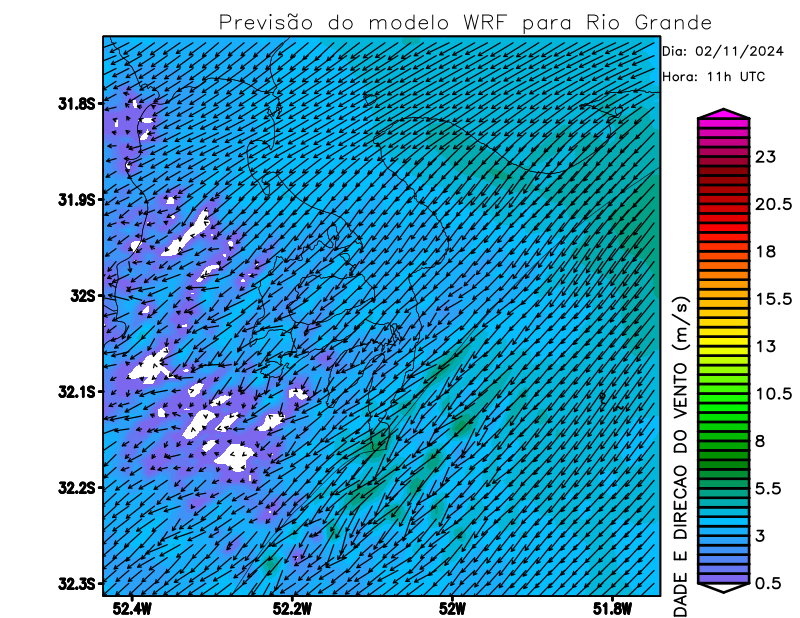 Previsão do modelo WRF para Rio Grande
Dia: 02/11/2024
Hora: 11h UTC
31.8S
31.9S
32S
32.1S
32.2S
32.3S
52.4W
52.2W
52W
51.8W
23
20.5
18
15.5
13
10.5
8
5.5
3
0.5
DADE E DIRECAO DO VENTO (m/s)